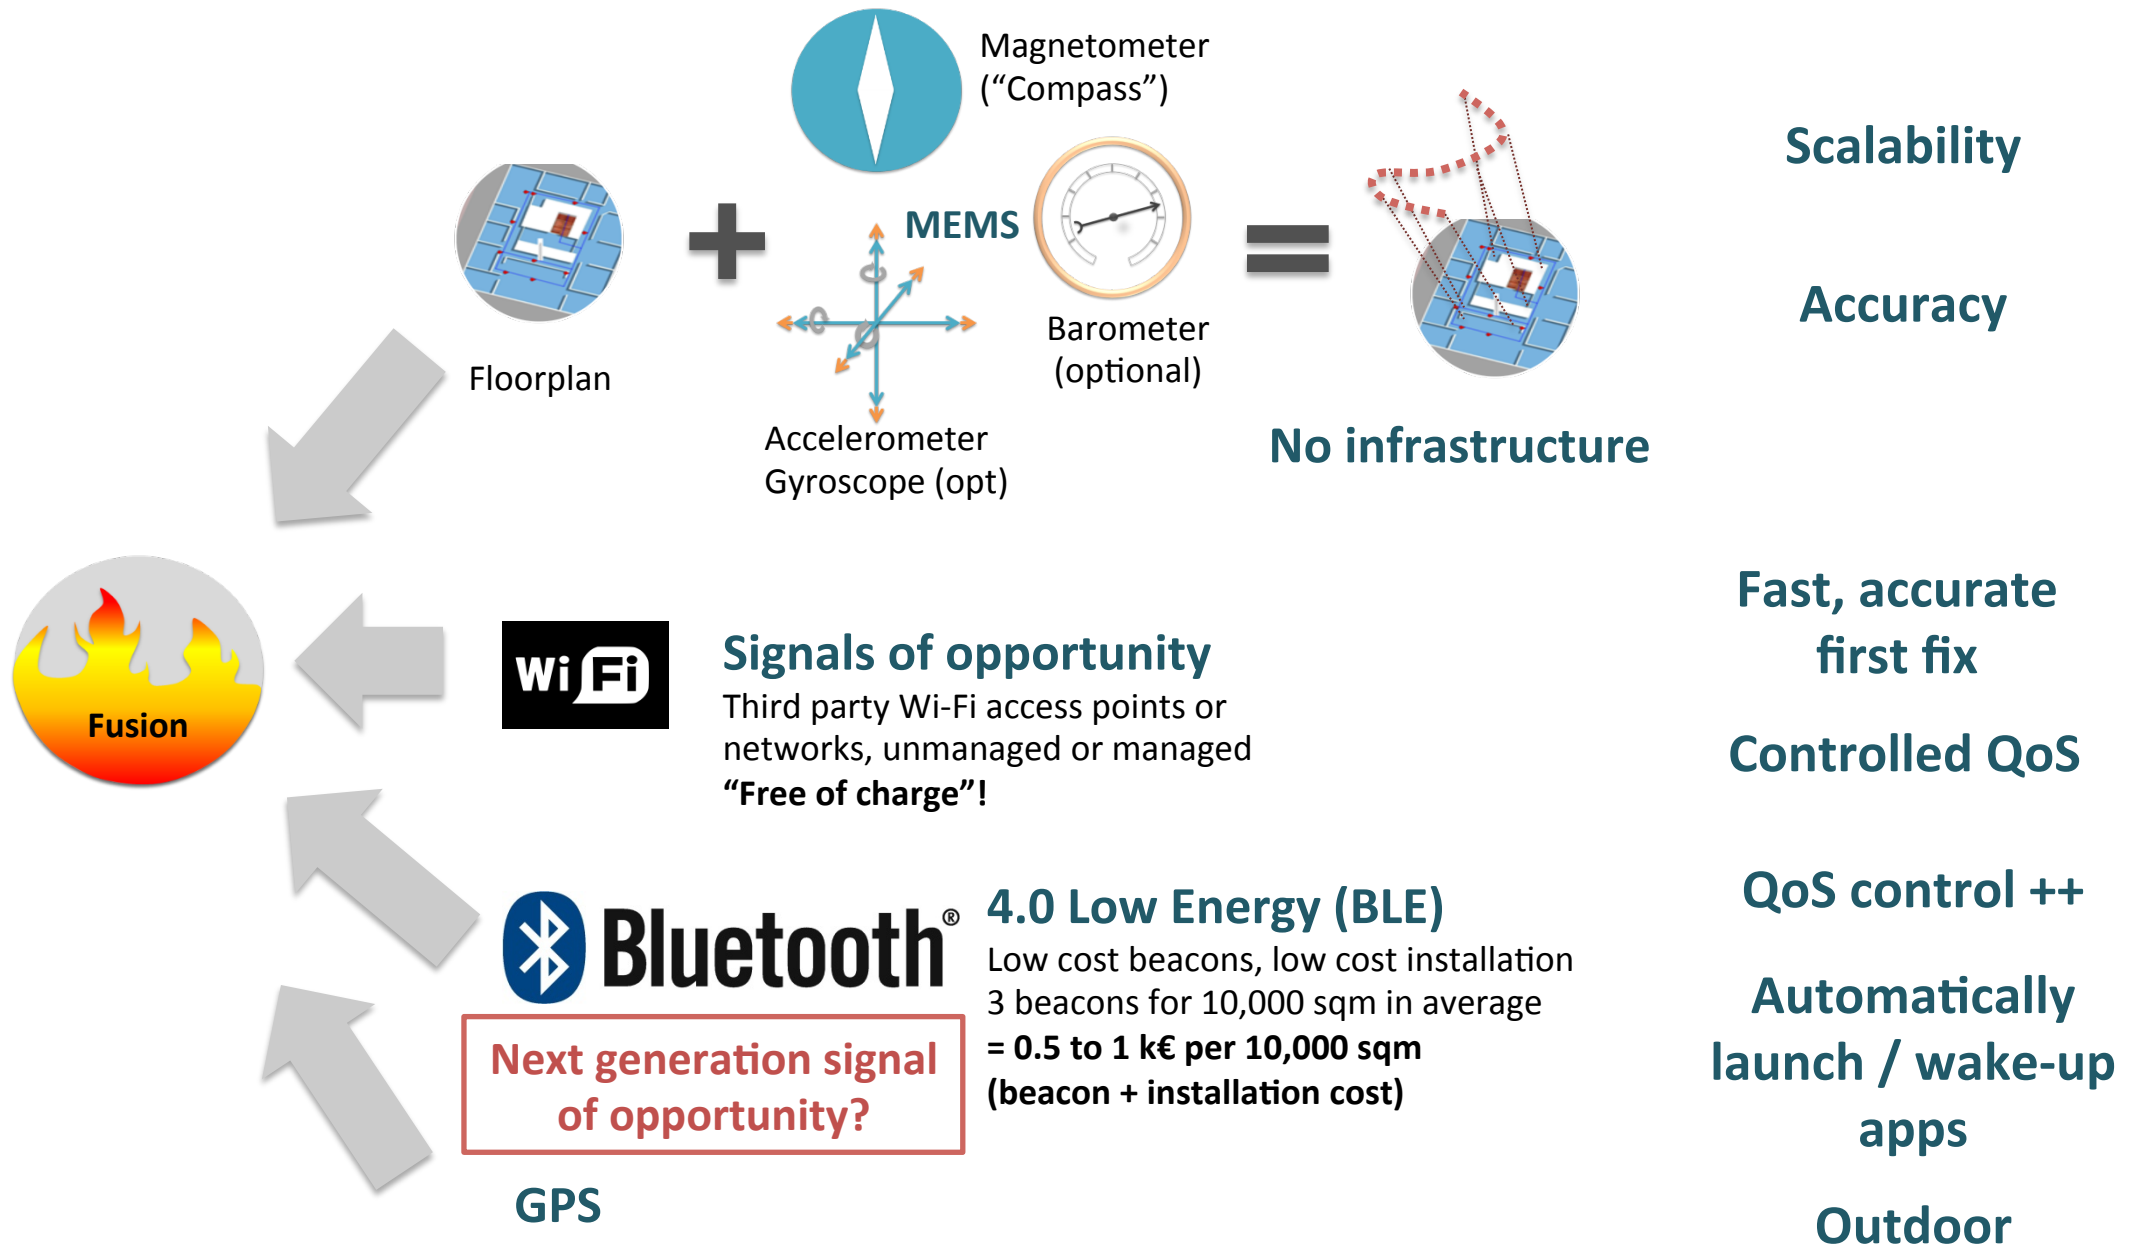 Magnetometer
(“Compass”)
Scalability
MEMS
Accuracy
Barometer
(optional)
Floorplan
Accelerometer
Gyroscope (opt)
No infrastructure
Fusion
Wi Fi
Signals of opportunity
Third party Wi-Fi access points or
networks, unmanaged or managed
“Free of charge”!
Fast, accurate
first fix
Controlled QoS
Bluetooth®
4.0 Low Energy (BLE)
Low cost beacons, low cost installation
3 beacons for 10,000 sqm in average
= 0.5 to 1 k€ per 10,000 sqm
(beacon + installation cost)
QoS control ++
Automatically
launch / wake-up
apps
Next generation signal
of opportunity?
GPS
Outdoor